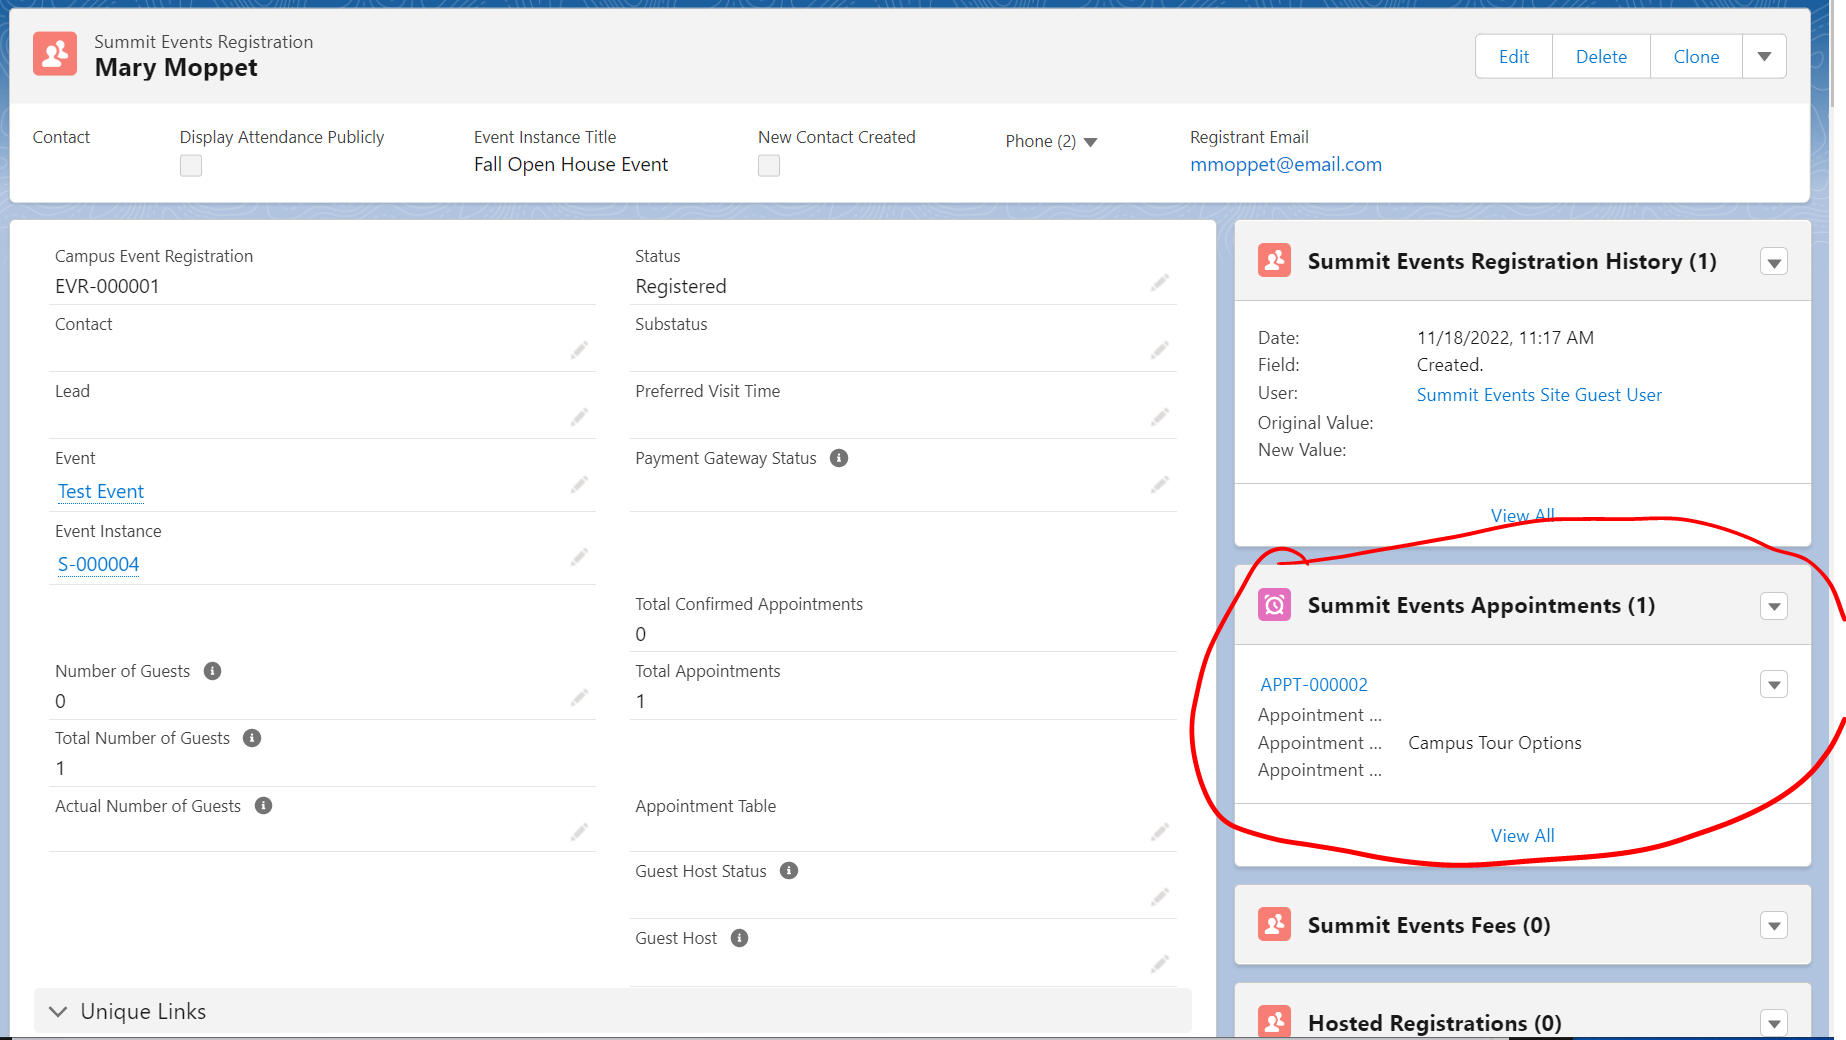 Summit Events Registration
Mary Moppet
Edit
Delete
Clone
Contact
Display Attendance Publicly
Event Instance Title
Fall Open House Event
New Contact Created
Phone (2)
Registrant Email
mmoppet@email.com
Campus Event Registration
EVR-000001
Contact
Lead
Event
Test Event
Event Instance
S-000004
Number of Guests
0
Total Number of Guests
1
Actual Number of Guests
Status
Registered
Substatus
Preferred Visit Time
Payment Gateway Status
Total Confirmed Appointments
0
Total Appointments
1
Appointment Table
Guest Host Status
Guest Host
Unique Links
Summit Events Registration History (1)
Date: 11/18/2022, 11:17 AM
Field: Created.
User: Summit Events Site Guest User
Original Value:
New Value:
View All
Summit Events Appointments (1)
APPT-000002
Appointment ...
Appointment ... Campus Tour Options
Appointment ...
View All
Summit Events Fees (0)
Hosted Registrations (0)